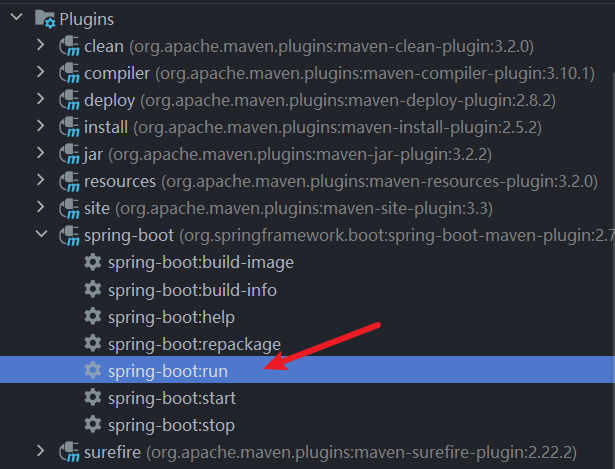 Plugins
clean (org.apache.maven.plugins:maven-clean-plugin:3.2.0)
compiler (org.apache.maven.plugins:maven-compiler-plugin:3.10.1)
deploy (org.apache.maven.plugins:maven-deploy-plugin:2.8.2)
install (org.apache.maven.plugins:maven-install-plugin:2.5.2)
jar (org.apache.maven.plugins:maven-jar-plugin:3.2.2)
resources (org.apache.maven.plugins:maven-resources-plugin:3.2.0)
site (org.apache.maven.plugins:maven-site-plugin:3.3)
spring-boot (org.springframework.boot:spring-boot-maven-plugin:2.7
spring-boot:build-image
spring-boot:build-info
spring-boot:help
spring-boot:repackage
spring-boot:run
spring-boot:start
spring-boot:stop
surefire (org.apache.maven.plugins:maven-surefire-plugin:2.22.2)